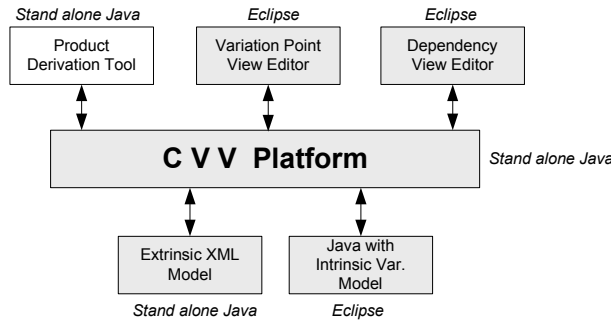 Stand alone Java
Eclipse
Eclipse
Product
Derivation Tool
Variation Point
View Editor
Dependency
View Editor
C V V Platform
Stand alone Java
Extrinsic XML
Model
Java with
Intrinsic Var.
Model
Stand alone Java
Eclipse